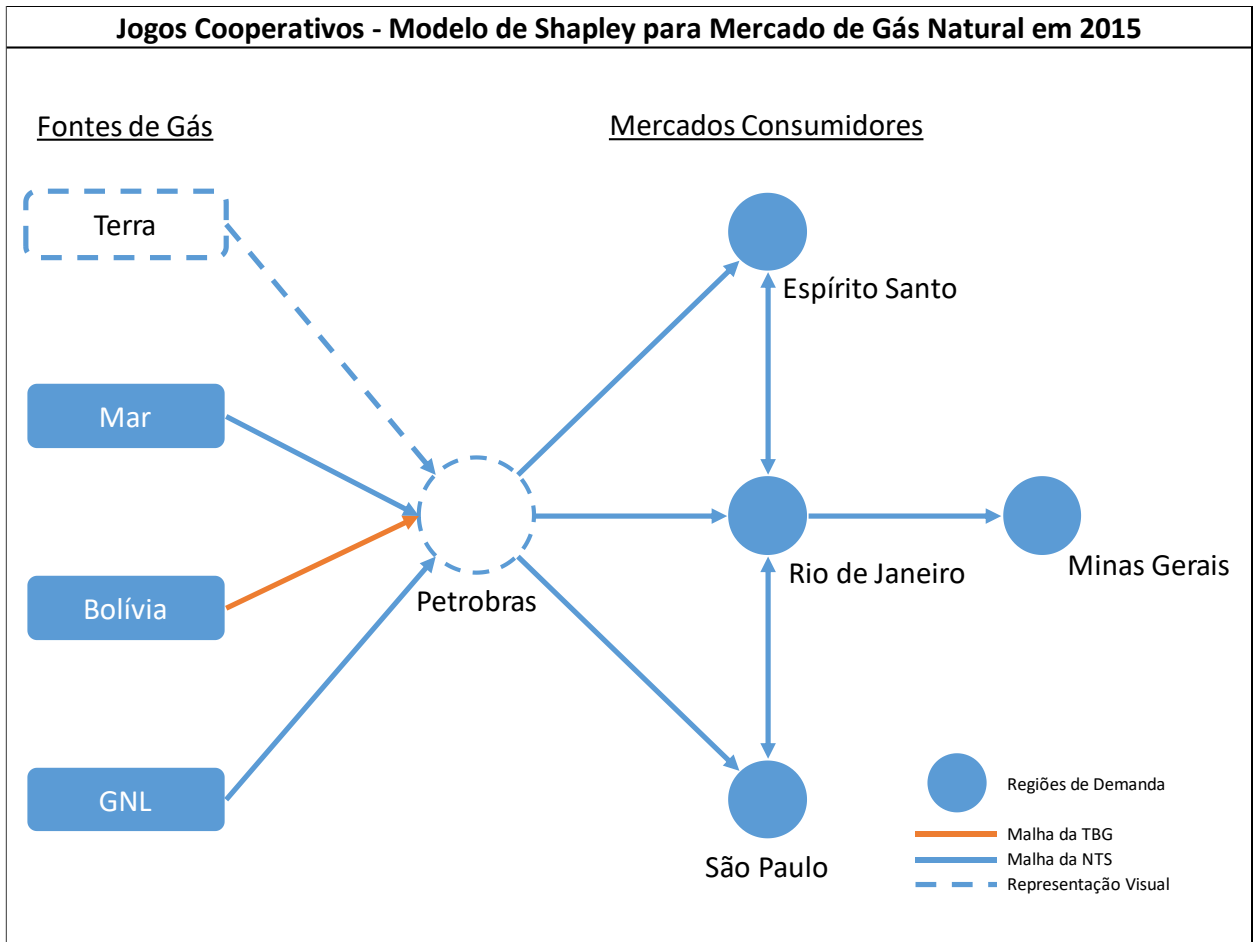 Jogos Cooperativos - Modelo de Shapley para Mercado de Gás Natural em 2015
Fontes de Gás
Mercados Consumidores
Terra
Espírito Santo
Mar
Bolívia
Petrobras
Rio de Janeiro
Minas Gerais
GNL
São Paulo
Regiões de Demanda
Malha da TBG
Malha da NTS
Representação Visual